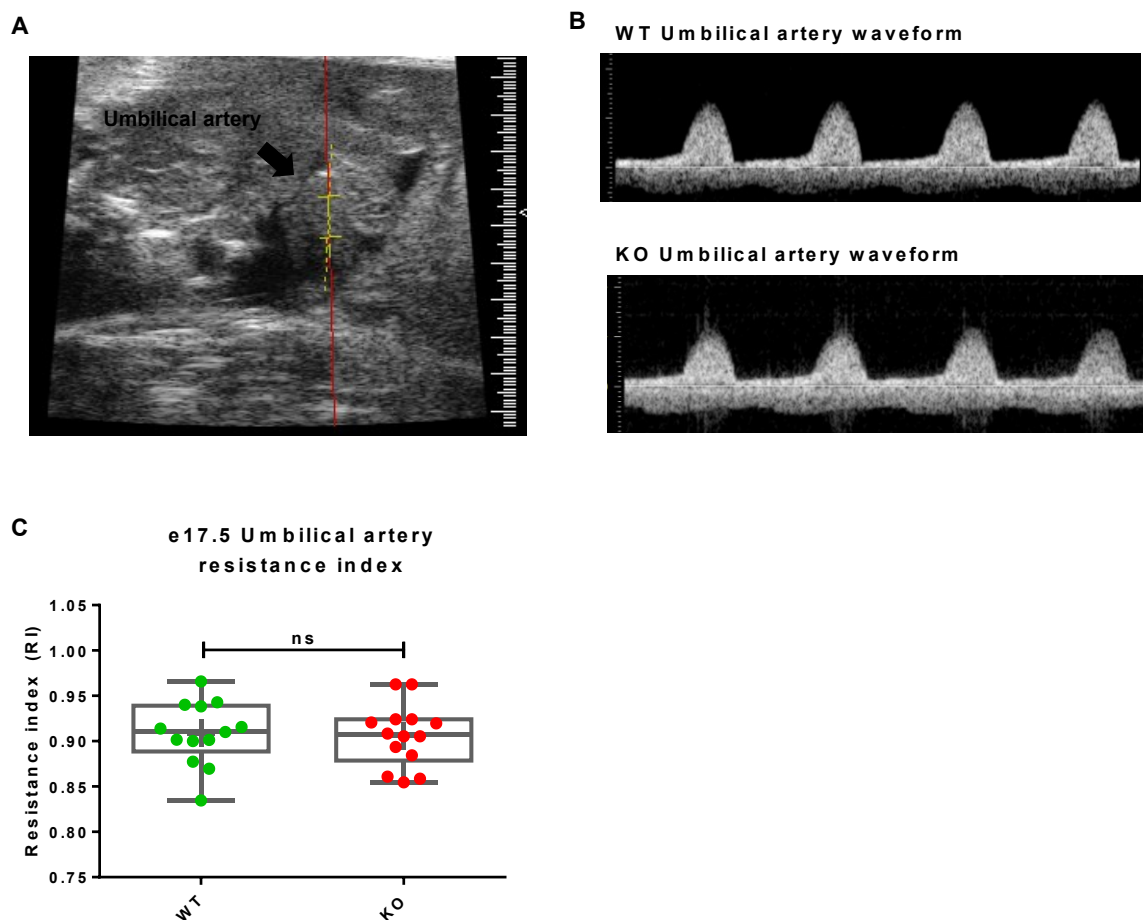 A
Umbilical artery
B
WT Umbilical artery waveform
KO Umbilical artery waveform
C
e17.5 Umbilical artery
resistance index
Resistance index (RI)
1.05
1.00
0.95
0.90
0.85
0.80
0.75
ns
WT
KO